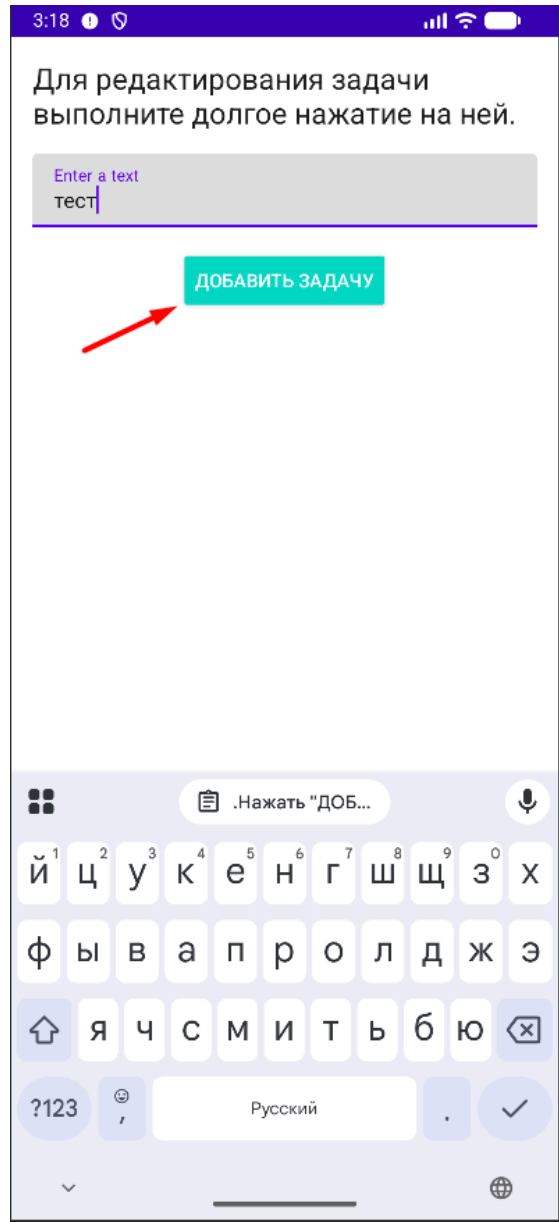 3:18
Для редактирования задачи
выполните долгое нажатие на ней.
Enter a text
тест
ДОБАВИТЬ ЗАДАЧУ
.Нажать "ДОБ...
й1 ц2 у3 к4 е5 н6 г7 ш8 щ9 з0 х
ф ы в а п р о л д ж э
я ч с м и т ь б ю
?123 , Русский .